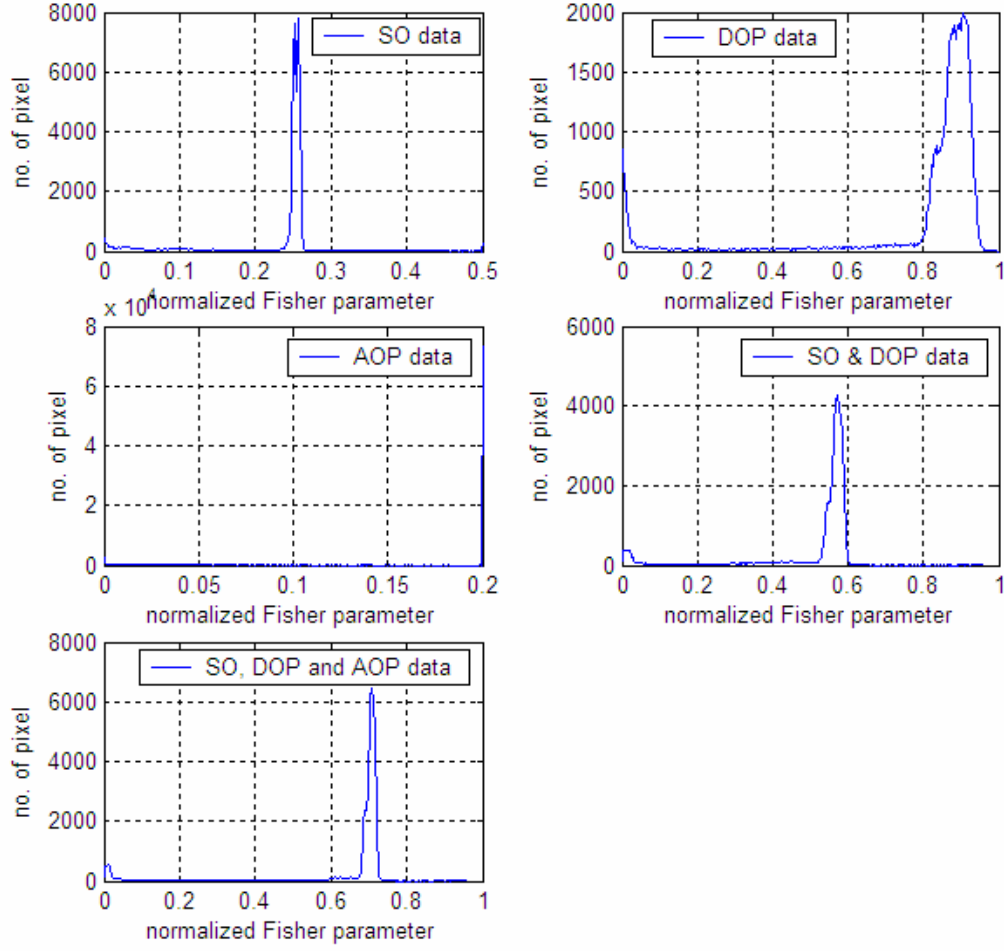 SO data
8000
6000
4000
2000
0
no. of pixel
0 0.1 0.2 0.3 0.4 0.5
normalized Fisher parameter
DOP data
2000
1500
1000
500
0
no. of pixel
0 0.2 0.4 0.6 0.8 1
normalized Fisher parameter
x 10^4
AOP data
8
6
4
2
0
no. of pixel
0 0.05 0.1 0.15 0.2
normalized Fisher parameter
SO & DOP data
6000
4000
2000
0
no. of pixel
0 0.2 0.4 0.6 0.8 1
normalized Fisher parameter
SO, DOP and AOP data
8000
6000
4000
2000
0
no. of pixel
0 0.2 0.4 0.6 0.8 1
normalized Fisher parameter